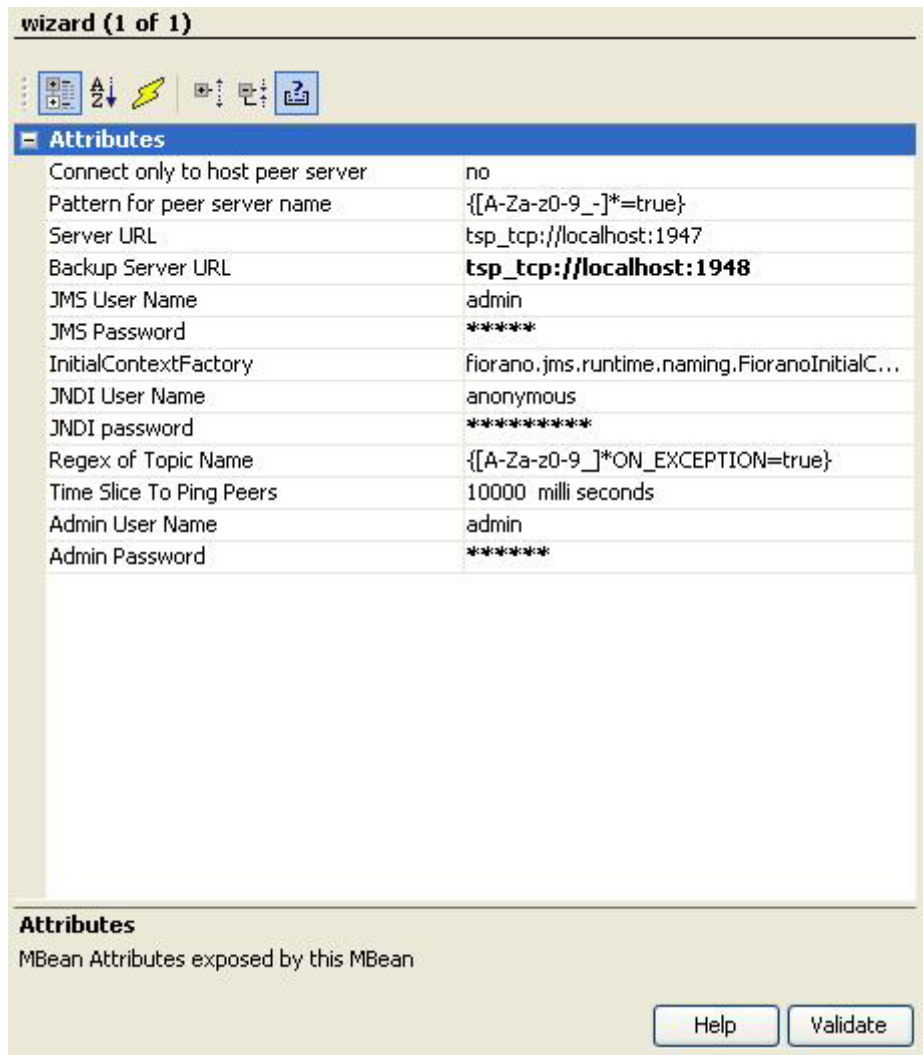 wizard (1 of 1)
Attributes
Connect only to host peer server no
Pattern for peer server name {[A-Za-z0-9_-]*=true}
Server URL tsp_tcp://localhost:1947
Backup Server URL tsp_tcp://localhost:1948
JMS User Name admin
JMS Password *****
InitialContextFactory fiorano.jms.runtime.naming.FioranoInitialC...
JNDI User Name anonymous
JNDI password *********
Regex of Topic Name {[A-Za-z0-9_]*ON_EXCEPTION=true}
Time Slice To Ping Peers 10000 milli seconds
Admin User Name admin
Admin Password ******
Attributes
MBean Attributes exposed by this MBean
Help Validate